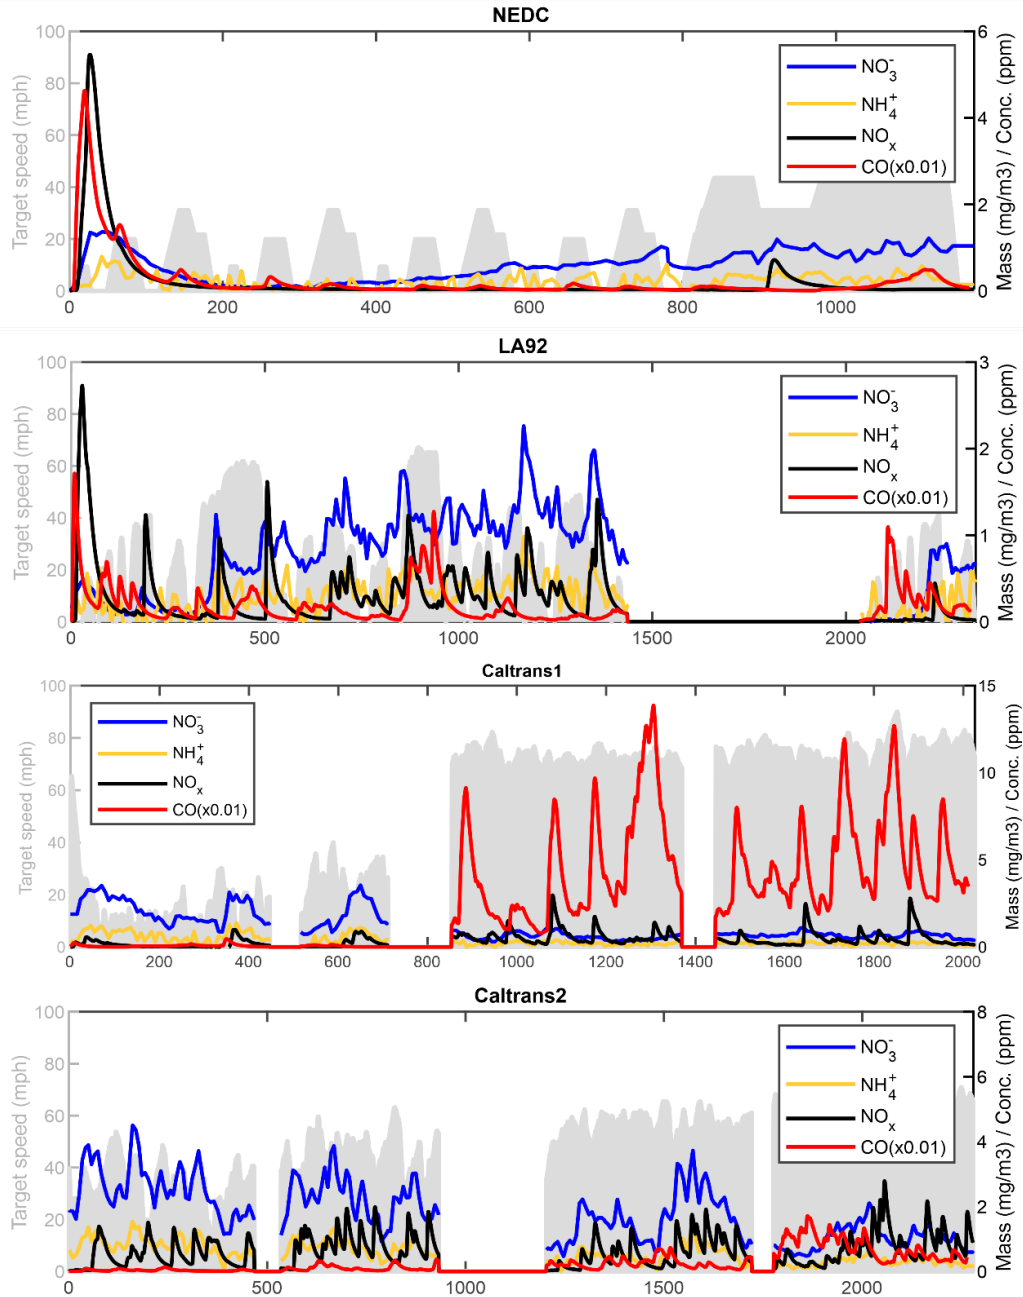 NEDC
100
80
60
40
20
0
Target speed (mph)
6
4
2
0
Mass (mg/m3) / Conc. (ppm)
NO3-
NH4+
NOx
CO(x0.01)
0 200 400 600 800 1000
LA92
100
80
60
40
20
0
Target speed (mph)
3
2
1
0
Mass (mg/m3) / Conc. (ppm)
NO3-
NH4+
NOx
CO(x0.01)
0 500 1000 1500 2000
Caltrans1
100
80
60
40
20
0
Target speed (mph)
15
10
5
0
Mass (mg/m3) / Conc. (ppm)
NO3-
NH4+
NOx
CO(x0.01)
0 200 400 600 800 1000 1200 1400 1600 1800 2000
Caltrans2
100
80
60
40
20
0
Target speed (mph)
8
6
4
2
0
Mass (mg/m3) / Conc. (ppm)
NO3-
NH4+
NOx
CO(x0.01)
0 500 1000 1500 2000